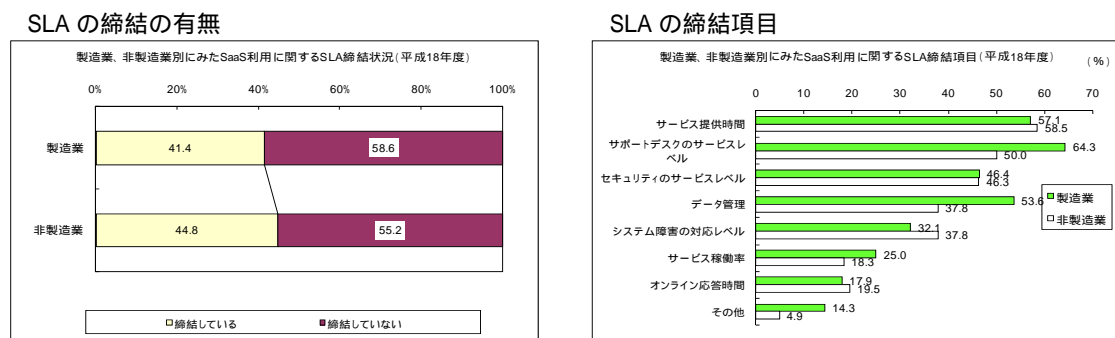 SLA の締結の有無
製造業、非製造業別にみたSaaS利用に関するSLA締結状況(平成18年度)
0% 20% 40% 60% 80% 100%
製造業 41.4 58.6
非製造業 44.8 55.2
締結している 締結していない
SLA の締結項目
製造業、非製造業別にみたSaaS利用に関するSLA締結項目(平成18年度) (%)
0 10 20 30 40 50 60 70
サービス提供時間 57.1
58.5
サポートデスクのサービスレ
ベル
64.3
50.0
セキュリティのサービスレベル 46.4
46.3
データ管理 53.6
37.8
システム障害の対応レベル 32.1
37.8
サービス稼働率 25.0
18.3
オンライン応答時間 17.9
19.5
その他 14.3
4.9
製造業
非製造業